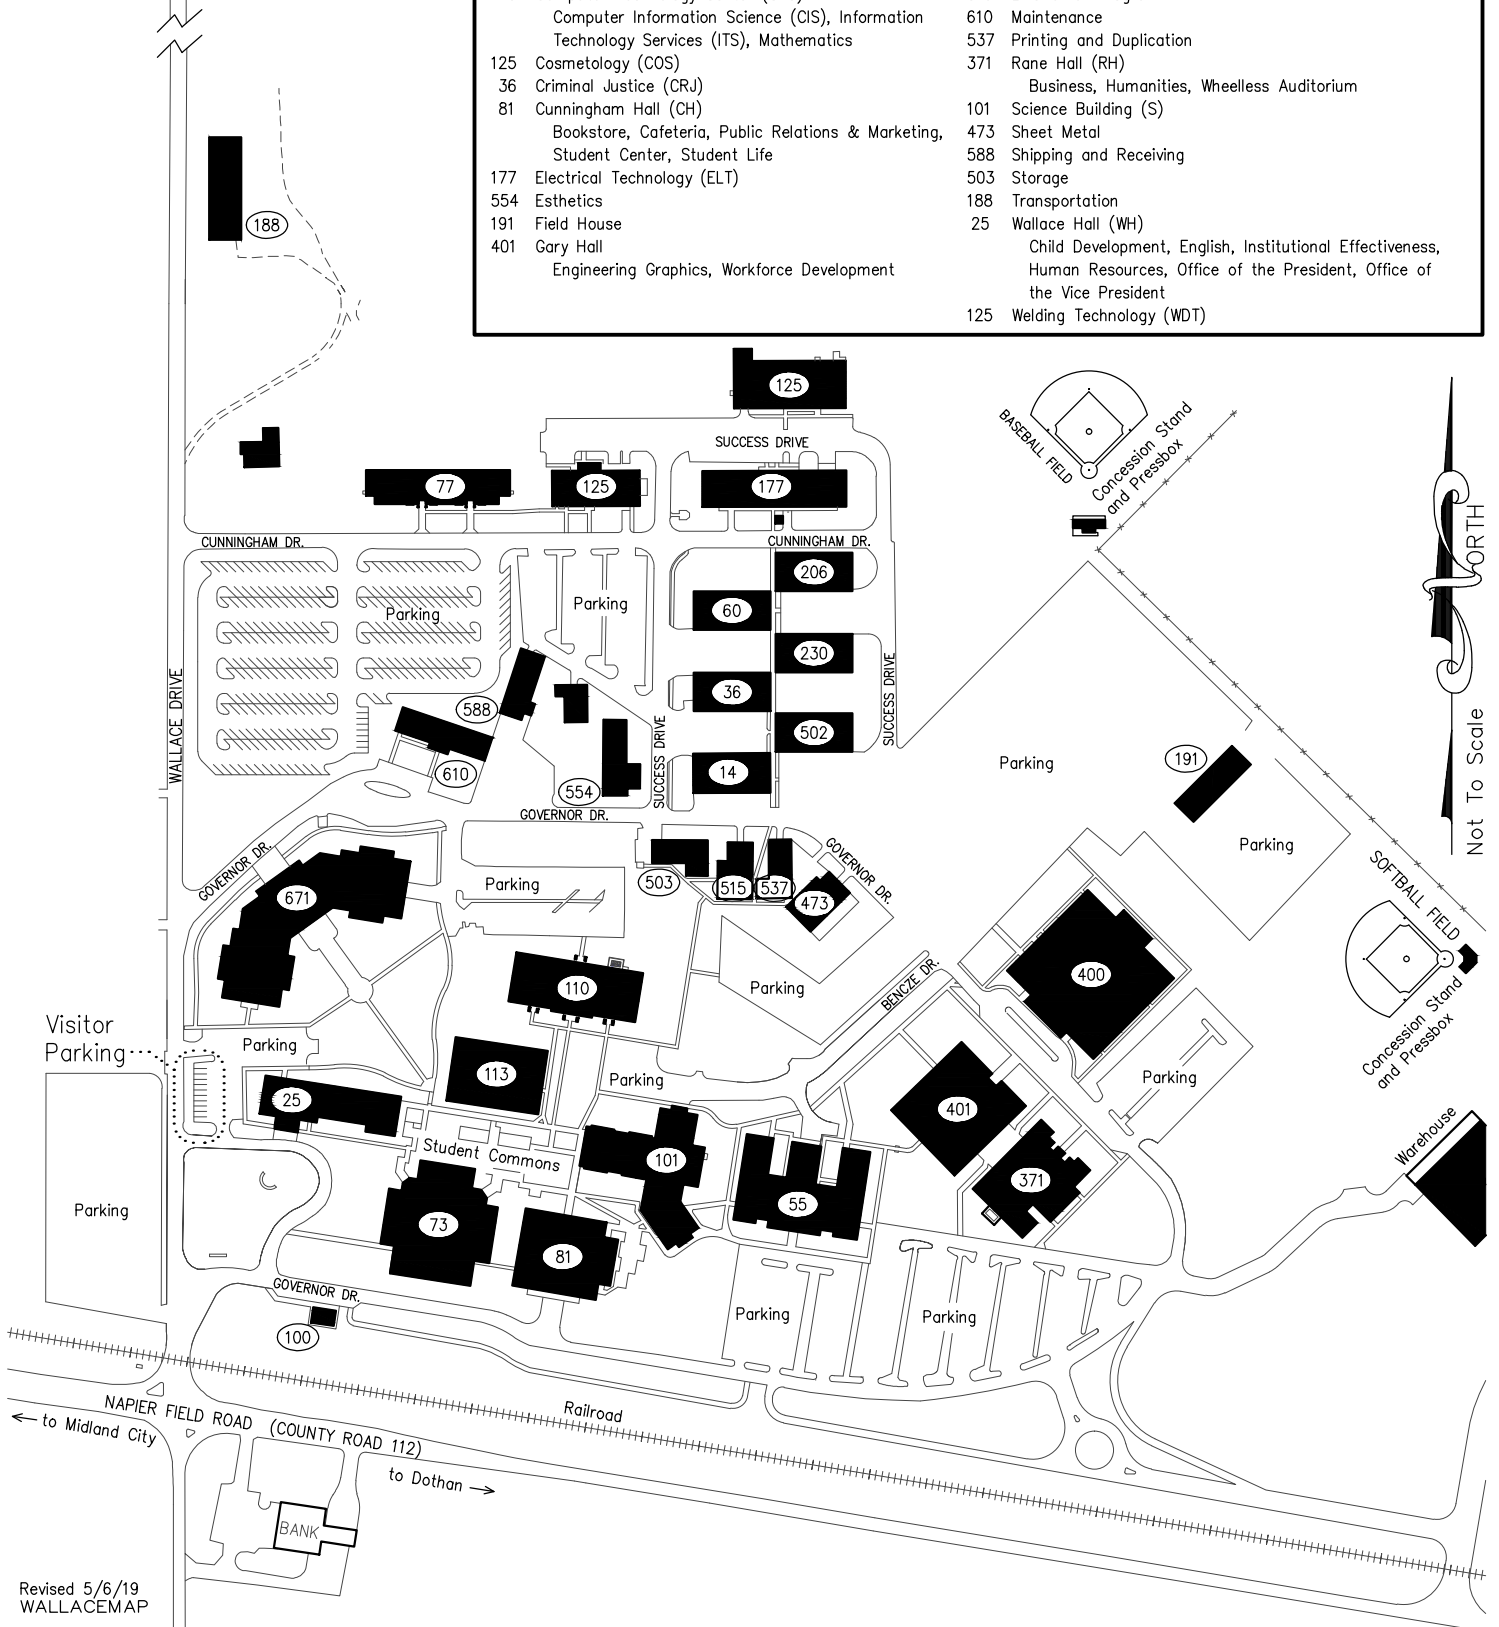 Computer Information Science (CIS), Information
Technology Services (ITS), Mathematics
125 Cosmetology (COS)
36 Criminal Justice (CRJ)
81 Cunningham Hall (CH)
Bookstore, Cafeteria, Public Relations & Marketing,
Student Center, Student Life
177 Electrical Technology (ELT)
554 Esthetics
191 Field House
401 Gary Hall
Engineering Graphics, Workforce Development
610 Maintenance
537 Printing and Duplication
371 Rane Hall (RH)
Business, Humanities, Wheelless Auditorium
101 Science Building (S)
473 Sheet Metal
588 Shipping and Receiving
503 Storage
188 Transportation
25 Wallace Hall (WH)
Child Development, English, Institutional Effectiveness,
Human Resources, Office of the President, Office of
the Vice President
125 Welding Technology (WDT)
188
125
SUCCESS DRIVE
BASEBALL FIELD
Concession Stand
and Pressbox
77
125
177
CUNNINGHAM DR.
CUNNINGHAM DR.
ORTH
Not To Scale
206
60
Parking
Parking
230
36
SUCCESS DRIVE
WALLACE DRIVE
588
502
SUCCESS DRIVE
610
14
554
Parking
191
GOVERNOR DR.
Parking
GOVERNOR DR.
GOVERNOR DR.
SOFTBALL FIELD
671
Parking
503
515
537
473
400
110
Parking
BENCZE DR.
Concession Stand
and Pressbox
Visitor
Parking
Parking
113
Parking
Parking
25
401
Warehouse
Student Commons
101
371
Parking
73
55
81
GOVERNOR DR.
100
Parking
Parking
Railroad
NAPIER FIELD ROAD (COUNTY ROAD 112)
← to Midland City
to Dothan →
BANK
Revised 5/6/19
WALLACEMAP